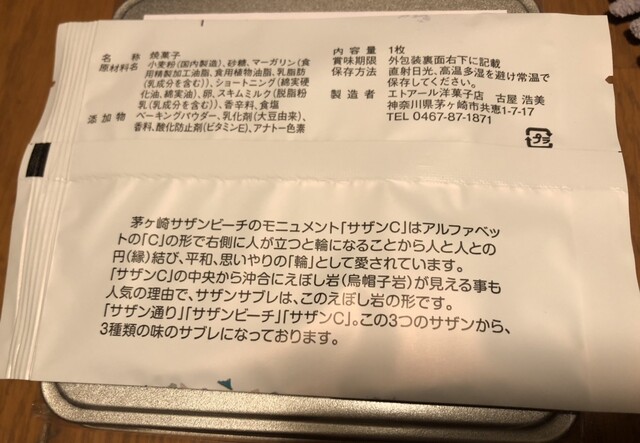 名　称　焼菓子
原材料名　小麦粉(国内製造)、砂糖、マーガリン(食
用精製加工油脂、食用植物油脂、乳脂肪
(乳成分を含む))、ショートニング(綿実硬
化油、綿実油)、卵、スキムミルク(脱脂粉
乳(乳成分を含む))、香辛料、食塩
添加物　ベーキングパウダー、乳化剤(大豆由来)、
香料、酸化防止剤(ビタミンE)、アナトー色素
内容量　1枚
賞味期限　外包装裏面右下に記載
保存方法　直射日光、高温多湿を避け常温で
保存してください。
製造者　エトアール洋菓子店　古屋 浩美
神奈川県茅ヶ崎市共恵1-7-17
TEL 0467-87-1871
プラ
茅ヶ崎サザンビーチのモニュメント「サザンC」はアルファベッ
トの「C」の形で右側に人が立つと輪になることから人と人との
円(縁)結び、平和、思いやりの「輪」として愛されています。
「サザンC」の中央から沖合にえぼし岩(烏帽子岩)が見える事も
人気の理由で、サザンサブレは、このえぼし岩の形です。
「サザン通り」「サザンビーチ」「サザンC」。この3つのサザンから、
3種類の味のサブレになっております。